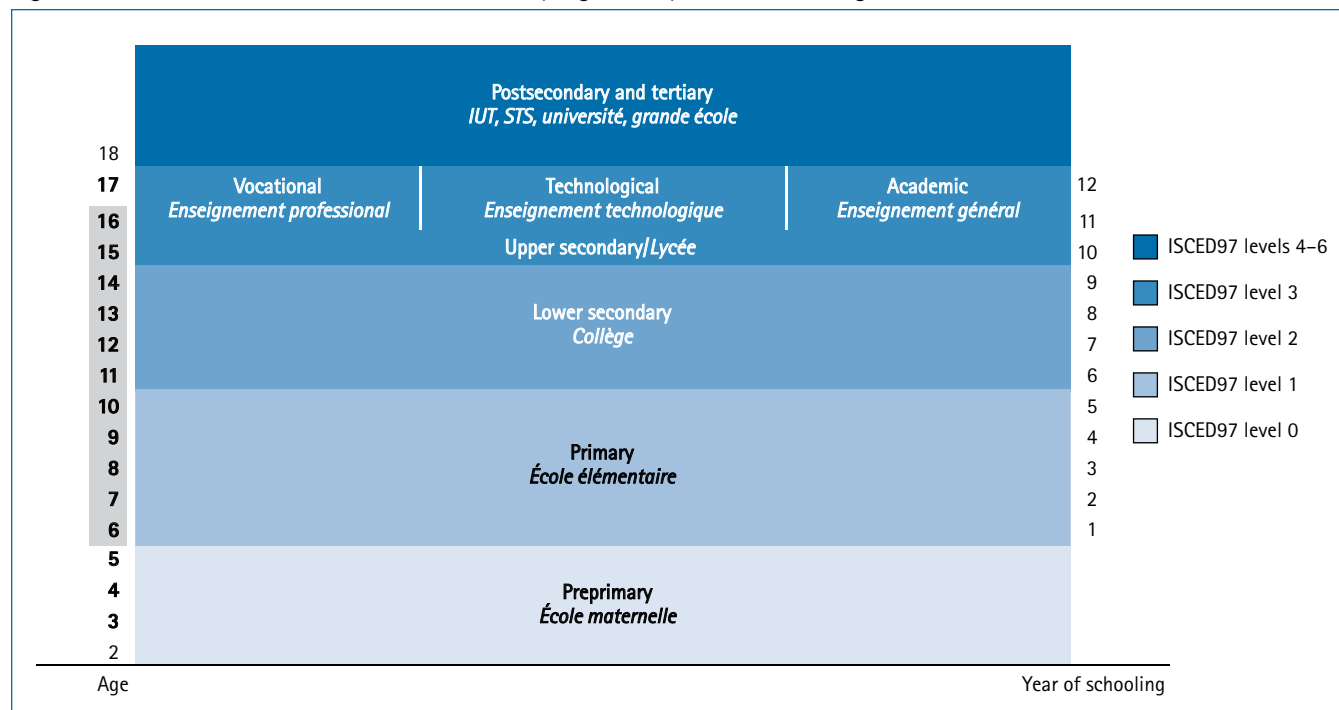 Postsecondary and tertiary
IUT, STS, université, grande école
18
17
Vocational
Technological
Academic
12
Enseignement professional
Enseignement technologique
Enseignement général
16
11
Upper secondary/Lycée
15
10
ISCED97 levels 4–6
14
9
ISCED97 level 3
13
Lower secondary
8
12
Collège
7
ISCED97 level 2
11
6
ISCED97 level 1
10
5
9
4
ISCED97 level 0
8
Primary
3
École élémentaire
7
2
6
1
5
4
Preprimary
3
École maternelle
2
Age
Year of schooling